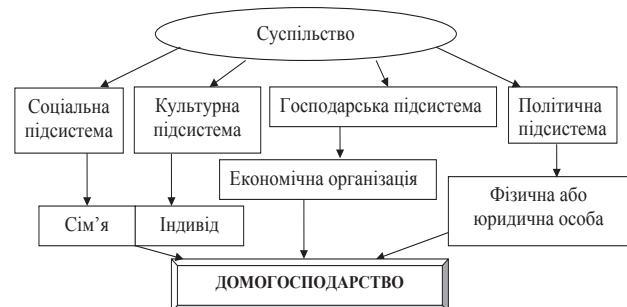 Суспільство
Соціальна
підсистема
Культурна
підсистема
Господарська підсистема
Політична
підсистема
Економічна організація
Фізична або
юридична особа
Сім’я
Індивід
ДОМОГОСПОДАРСТВО